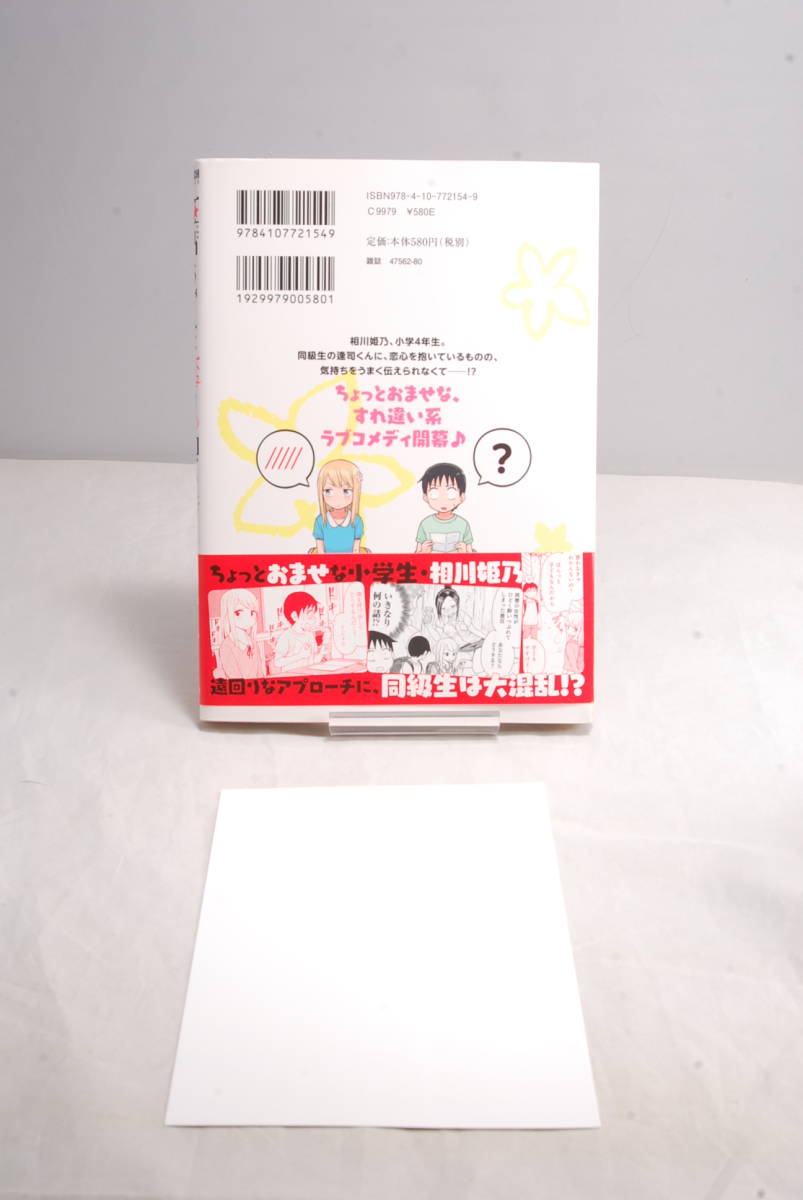 ISBN978-4-10-772154-9
C9979 ¥580E
9784107721549
定価:本体580円(税別)
雑誌 47562-80
1929979005801
相川姫乃、小学4年生。
同級生の逢司くんに、恋心を抱いているものの、
気持ちをうまく伝えられなくて――!?
ちょっとおませな、
すれ違い系
ラブコメディ開幕♪
?
ちょっとおませな小学生・相川姫乃。
いきなり
何の話!?
遠回りなアプローチに、同級生は大混乱!?